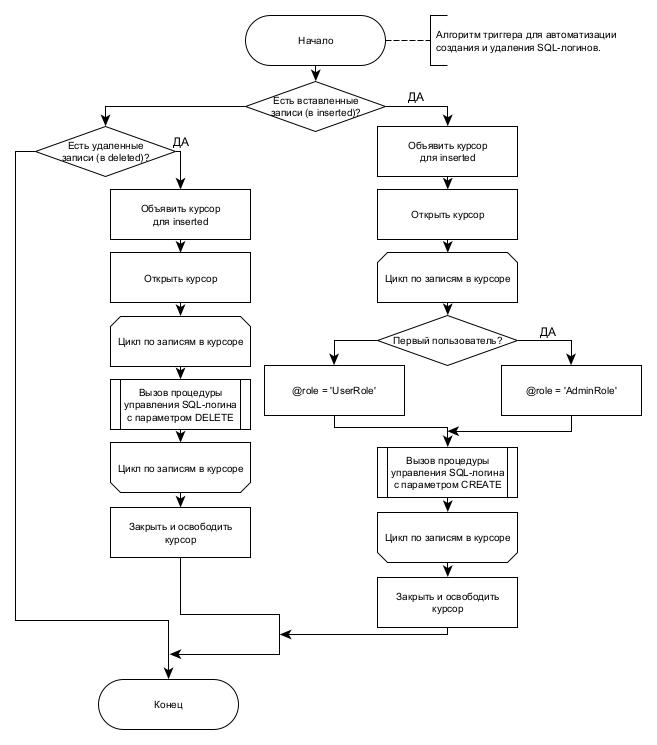 Начало
Алгоритм триггера для автоматизации
создания и удаления SQL-логинов.
Есть вставленные
записи (в inserted)?
ДА
Есть удаленные
записи (в deleted)?
ДА
Объявить курсор
для inserted
Открыть курсор
Цикл по записям в курсоре
Вызов процедуры
управления SQL-логина
с параметром DELETE
Цикл по записям в курсоре
Закрыть и освободить
курсор
Объявить курсор
для inserted
Открыть курсор
Цикл по записям в курсоре
Первый пользователь?
ДА
@role = 'UserRole'
@role = 'AdminRole'
Вызов процедуры
управления SQL-логина
с параметром CREATE
Цикл по записям в курсоре
Закрыть и освободить
курсор
Конец